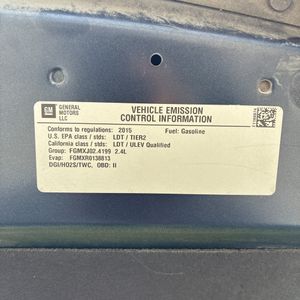 GM
GENERAL
MOTORS
LLC
VEHICLE EMISSION
CONTROL INFORMATION
Conforms to regulations: 2015 Fuel: Gasoline
U.S. EPA class / stds: LDT / TIER2
California class / stds: LDT / ULEV Qualified
Group: FGMXJ02.4199 2.4L
Evap: FGMXR0138813
DGI/HO2S/TWC, OBD: II